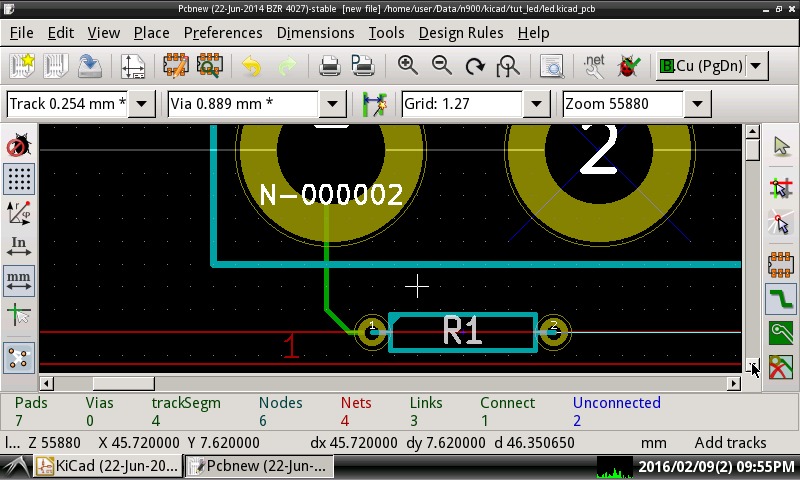 Pcbnew (22-Jun-2014 BZR 4027)-stable [new file] /home/user/Data/n900/kicad/tut_led/led.kicad_pcb
File Edit View Place Preferences Dimensions Tools Design Rules Help
.net B.Cu (PgDn)
Track 0.254 mm * Via 0.889 mm * Grid: 1.27 Zoom 55880
In
mm
N-000002
2
1 R1 2
1
Pads Vias trackSegm Nodes Nets Links Connect Unconnected
7 0 4 6 4 3 1 2
l... Z 55880 X 45.720000 Y 7.620000 dx 45.720000 dy 7.620000 d 46.350650 mm Add tracks
KiCad (22-Jun-20... Pcbnew (22-Jun-... 2016/02/09(2) 09:55PM